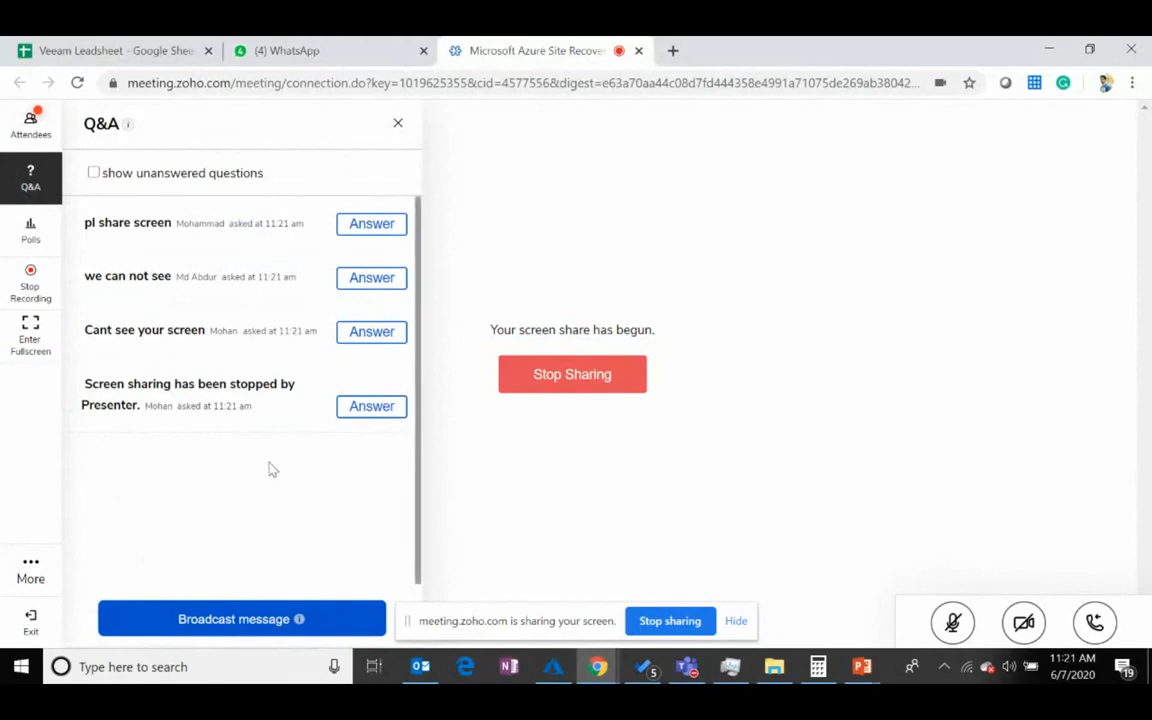 Veeam Leadsheet - Google Shee
(4) WhatsApp
Microsoft Azure Site Recover
meeting.zoho.com/meeting/connection.do?key=1019625355&cid=4577556&digest=e63a70aa44c08d7fd444358e4991a71075de269ab38042...
Attendees
Q&A
show unanswered questions
?
Q&A
pl share screen Mohammad asked at 11:21 am
Answer
Polls
we can not see Md Abdur asked at 11:21 am
Answer
Stop
Recording
Cant see your screen Mohan asked at 11:21 am
Answer
Your screen share has begun.
Enter
Fullscreen
Stop Sharing
Screen sharing has been stopped by
Presenter. Mohan asked at 11:21 am
Answer
More
Broadcast message
meeting.zoho.com is sharing your screen.
Stop sharing
Hide
Exit
Type here to search
5
11:21 AM
6/7/2020
19